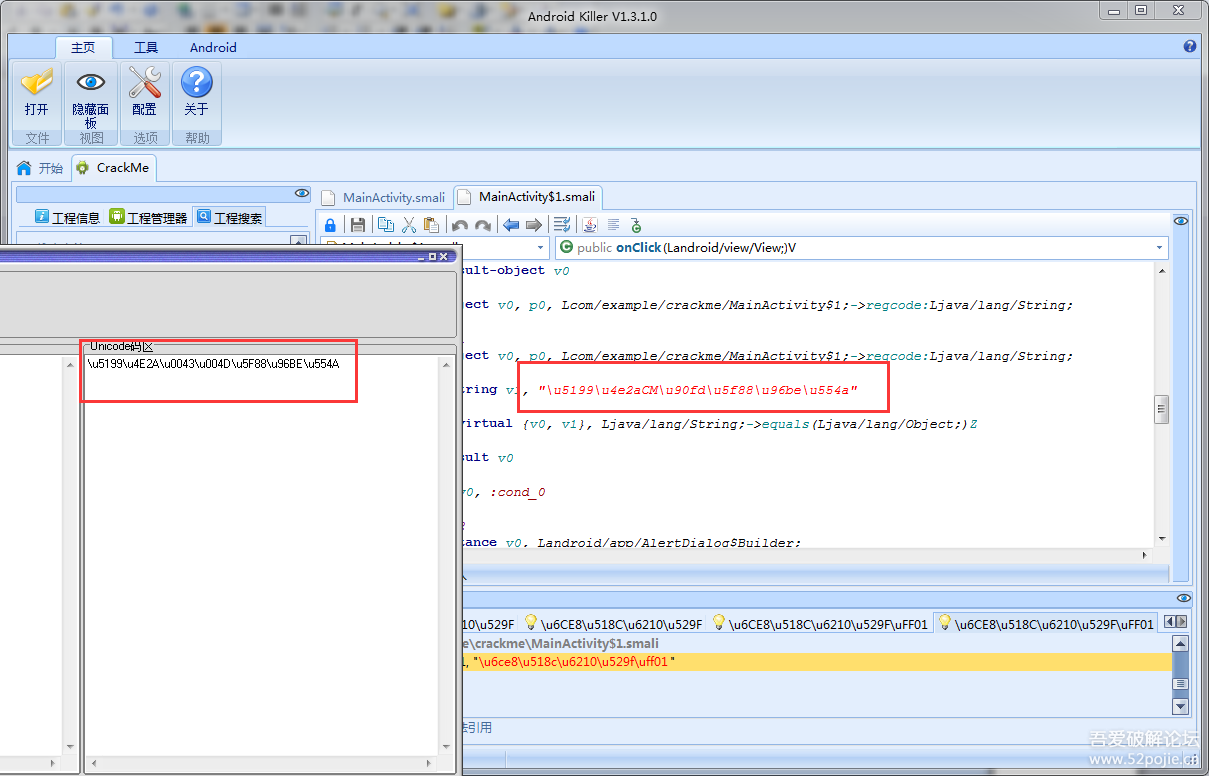 Android Killer V1.3.1.0
主页 工具 Android
打开 隐藏面板 配置 关于
文件 视图 选项 帮助
开始 CrackMe
MainActivity.smali MainActivity$1.smali
工程信息 工程管理器 工程搜索
public onClick(Landroid/view/View;)V
sult-object v0
ject v0, p0, Lcom/example/crackme/MainActivity$1;->regcode:Ljava/lang/String;
Unicode码区
\u5199\u4E2A\u0043\u004D\u5F88\u96BE\u554A
ject v0, p0, Lcom/example/crackme/MainActivity$1;->regcode:Ljava/lang/String;
tring v1, "\u5199\u4e2aCM\u90fd\u5f88\u96be\u554a"
virtual {v0, v1}, Ljava/lang/String;->equals(Ljava/lang/Object;)Z
sult v0
v0, :cond_0
tance v0, Landroid/app/AlertDialog$Builder;
10\u529F \u6CE8\u518C\u6210\u529F \u6CE8\u518C\u6210\u529F\uFF01 \u6CE8\u518C\u6210\u529F\uFF01
e\crackme\MainActivity$1.smali
1, "\u6ce8\u518c\u6210\u529f\uff01"
法引用
吾爱破解论坛
www.52pojie.cn